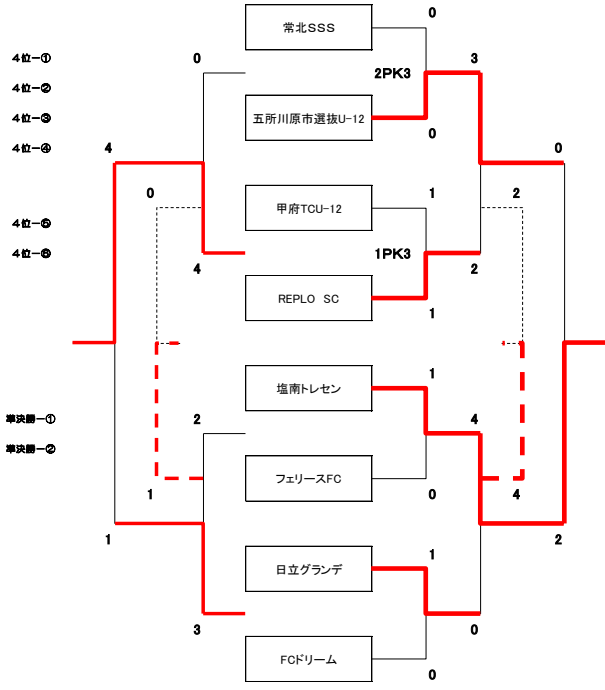 0
常北SSS
4位ー①
0
3
4位ー②
2PK3
4位ー③
五所川原市選抜U-12
0
4位ー④
4
0
0
甲府TCU-12
1
2
4位ー⑤
4位ー⑥
1PK3
4
2
REPLO SC
1
塩南トレセン
1
準決勝ー①
2
4
準決勝ー②
フェリースFC
1
0
4
1
日立グランデ
1
2
3
0
FCドリーム
0